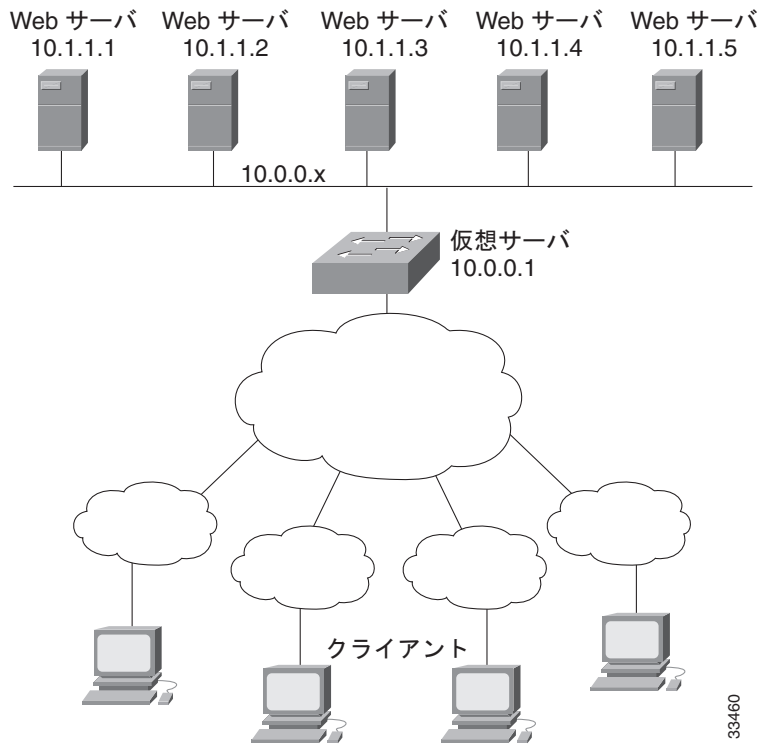 Web サーバ
10.1.1.1
Web サーバ
10.1.1.2
Web サーバ
10.1.1.3
Web サーバ
10.1.1.4
Web サーバ
10.1.1.5
10.0.0.x
仮想サーバ
10.0.0.1
クライアント
33460